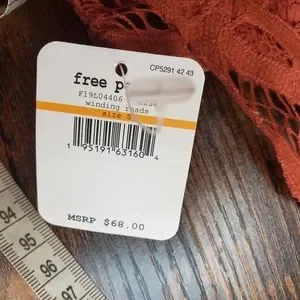 CP5291 42.43
free p
F19L04406
winding roads
size S
1 95191 63160 4
MSRP $68.00
94
95
96
97